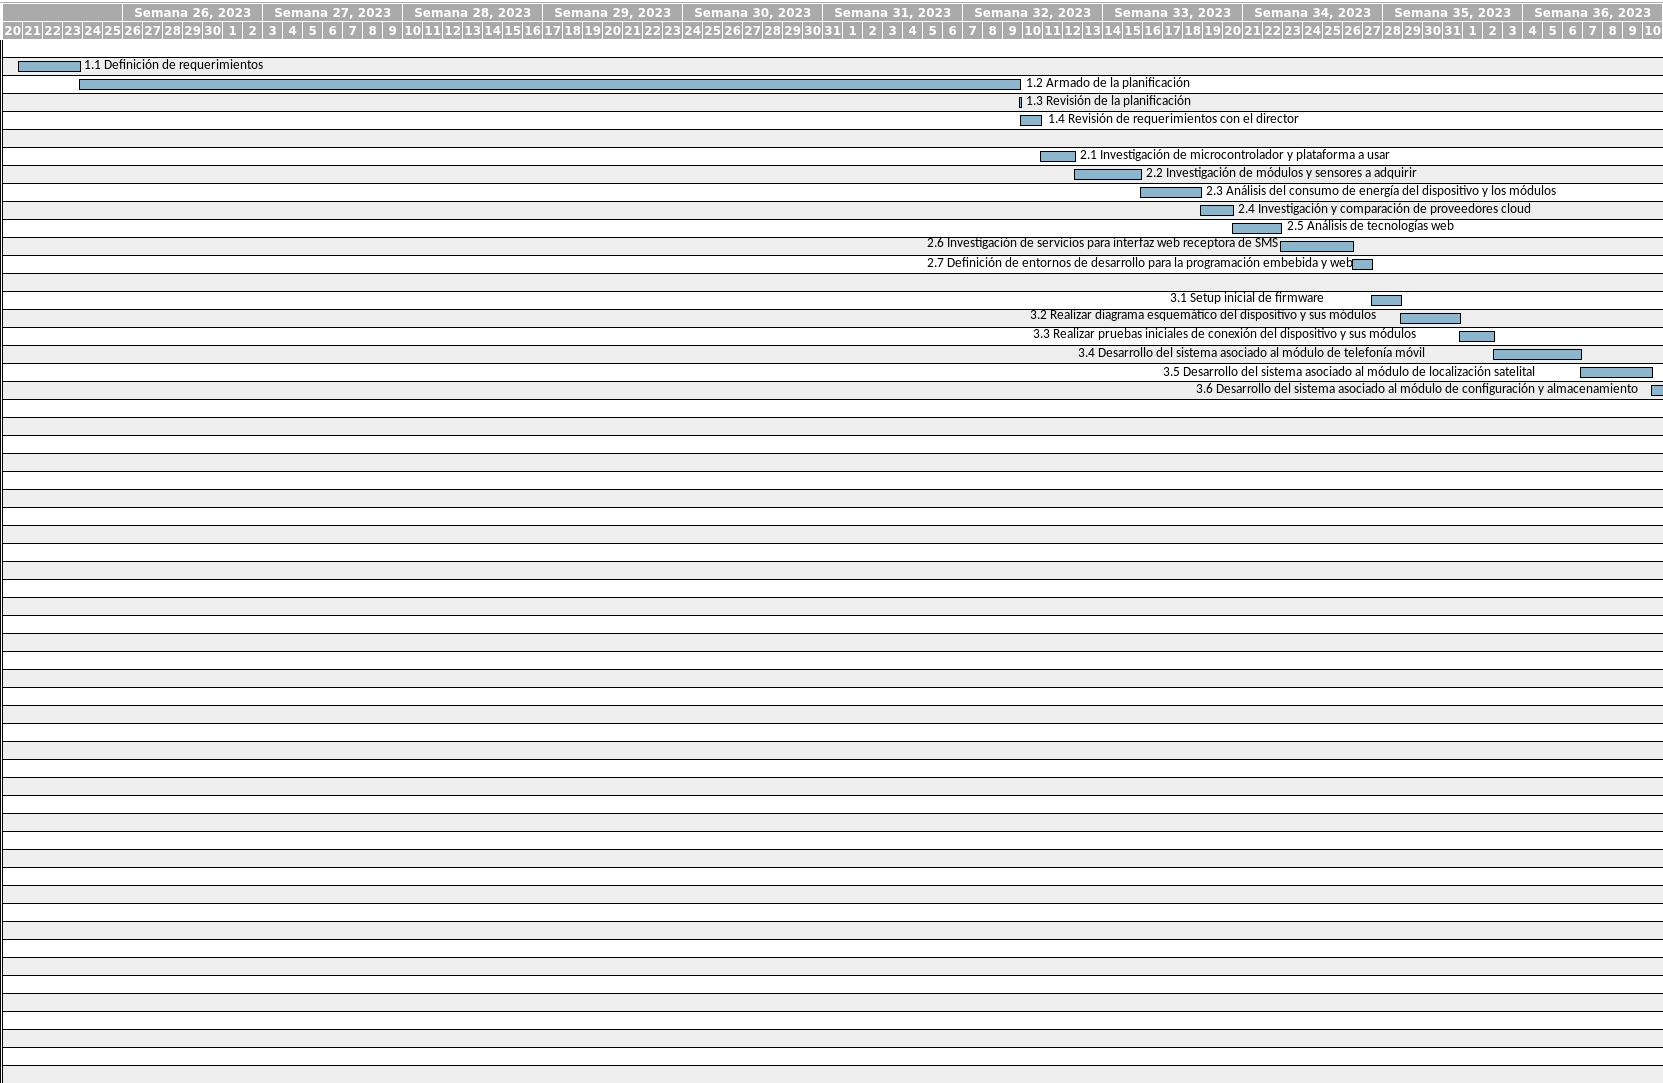 Semana 26, 2023 Semana 27, 2023 Semana 28, 2023 Semana 29, 2023 Semana 30, 2023 Semana 31, 2023 Semana 32, 2023 Semana 33, 2023 Semana 34, 2023 Semana 35, 2023 Semana 36, 2023
20 21 22 23 24 25 26 27 28 29 30 1 2 3 4 5 6 7 8 9 10 11 12 13 14 15 16 17 18 19 20 21 22 23 24 25 26 27 28 29 30 31 1 2 3 4 5 6 7 8 9 10 11 12 13 14 15 16 17 18 19 20 21 22 23 24 25 26 27 28 29 30 31 1 2 3 4 5 6 7 8 9 10
1.1 Definición de requerimientos
1.2 Armado de la planificación
1.3 Revisión de la planificación
1.4 Revisión de requerimientos con el director
2.1 Investigación de microcontrolador y plataforma a usar
2.2 Investigación de módulos y sensores a adquirir
2.3 Análisis del consumo de energía del dispositivo y los módulos
2.4 Investigación y comparación de proveedores cloud
2.5 Análisis de tecnologías web
2.6 Investigación de servicios para interfaz web receptora de SMS
2.7 Definición de entornos de desarrollo para la programación embebida y web
3.1 Setup inicial de firmware
3.2 Realizar diagrama esquemático del dispositivo y sus módulos
3.3 Realizar pruebas iniciales de conexión del dispositivo y sus módulos
3.4 Desarrollo del sistema asociado al módulo de telefonía móvil
3.5 Desarrollo del sistema asociado al módulo de localización satelital
3.6 Desarrollo del sistema asociado al módulo de configuración y almacenamiento